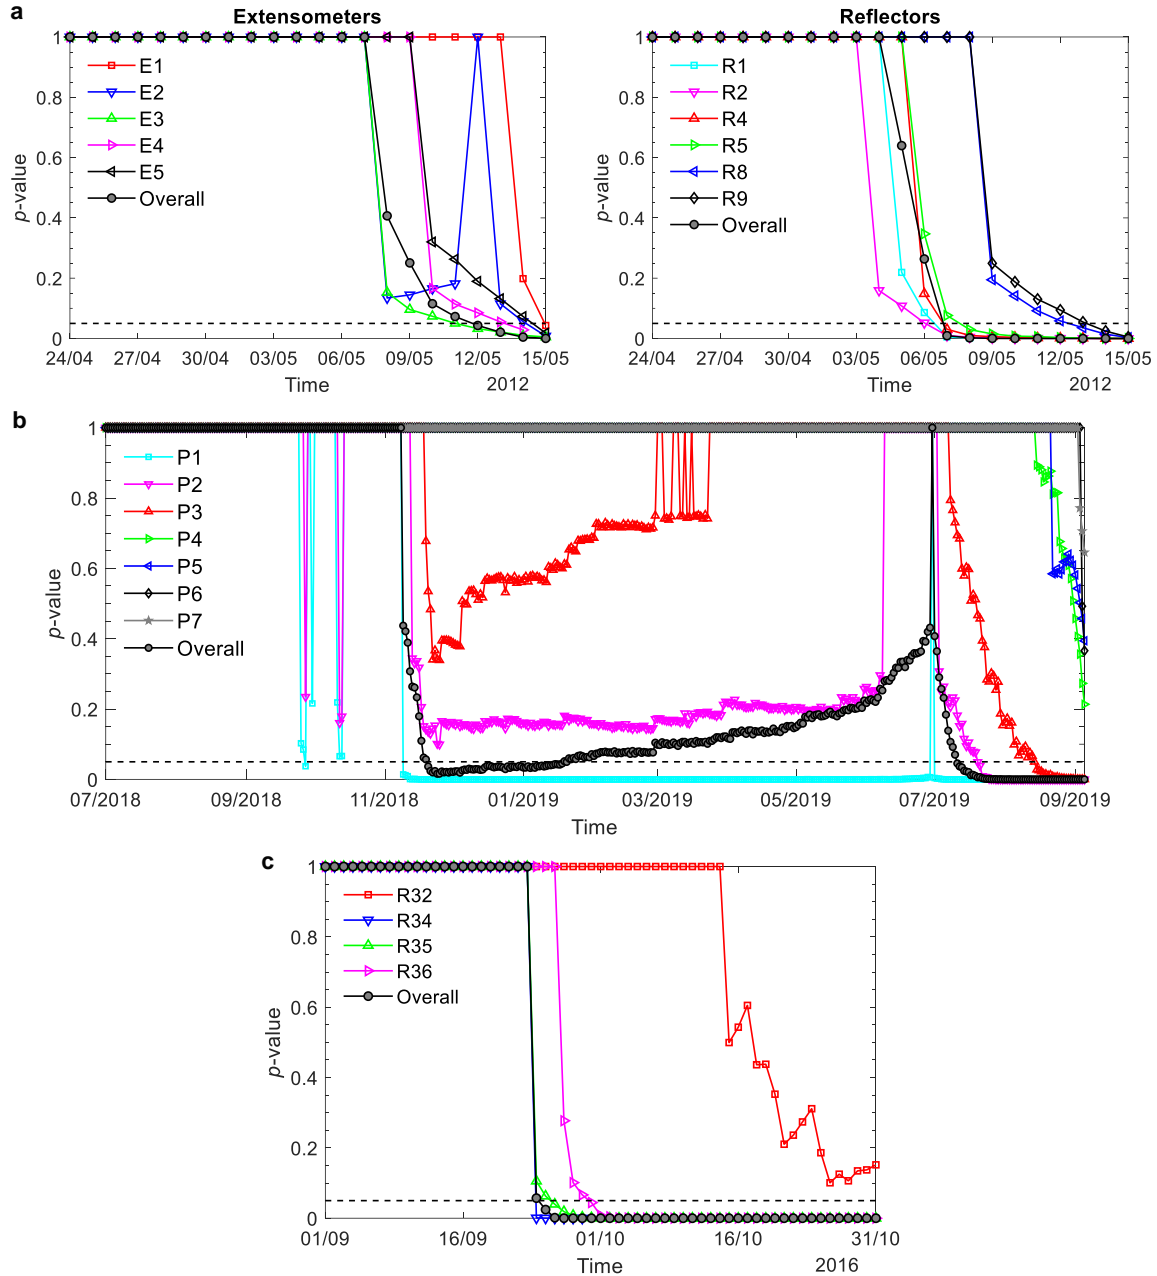 a
Extensometers
p-value
1
0.8
0.6
0.4
0.2
0
E1
E2
E3
E4
E5
Overall
24/04 27/04 30/04 03/05 06/05 09/05 12/05 15/05
Time
2012
Reflectors
p-value
1
0.8
0.6
0.4
0.2
0
R1
R2
R4
R5
R8
R9
Overall
24/04 27/04 30/04 03/05 06/05 09/05 12/05 15/05
Time
2012
b
p-value
1
0.8
0.6
0.4
0.2
0
P1
P2
P3
P4
P5
P6
P7
Overall
07/2018 09/2018 11/2018 01/2019 03/2019 05/2019 07/2019 09/2019
Time
c
p-value
1
0.8
0.6
0.4
0.2
0
R32
R34
R35
R36
Overall
01/09 16/09 01/10 16/10 31/10
Time
2016